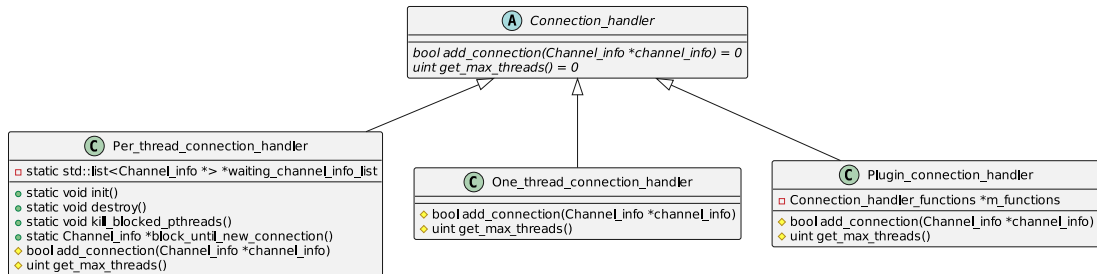 A Connection_handler
bool add_connection(Channel_info *channel_info) = 0
uint get_max_threads() = 0
C Per_thread_connection_handler
static std::list<Channel_info *> *waiting_channel_info_list
static void init()
static void destroy()
static void kill_blocked_pthreads()
static Channel_info *block_until_new_connection()
bool add_connection(Channel_info *channel_info)
uint get_max_threads()
C One_thread_connection_handler
bool add_connection(Channel_info *channel_info)
uint get_max_threads()
C Plugin_connection_handler
Connection_handler_functions *m_functions
bool add_connection(Channel_info *channel_info)
uint get_max_threads()